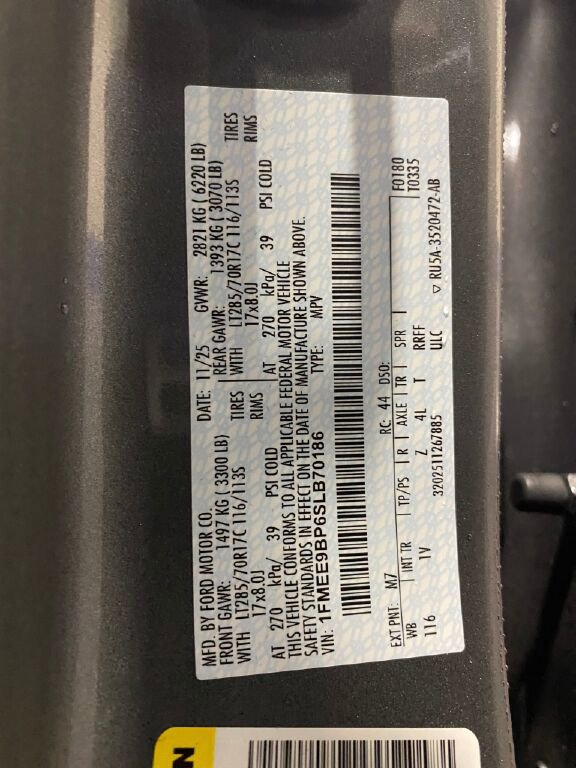 MFD. BY FORD MOTOR CO. DATE: 11/25 GVWR: 2821 KG ( 6220 LB)
FRONT GAWR: 1497 KG ( 3300 LB) REAR GAWR: 1393 KG ( 3070 LB)
WITH LT285/70R17C 116/113S TIRES WITH LT285/70R17C 116/113S TIRES
17x8.0J RIMS 17x8.0J RIMS
AT 270 kPa/ 39 PSI COLD AT 270 kPa/ 39 PSI COLD
THIS VEHICLE CONFORMS TO ALL APPLICABLE FEDERAL MOTOR VEHICLE
SAFETY STANDARDS IN EFFECT ON THE DATE OF MANUFACTURE SHOWN ABOVE.
VIN: 1FMEE9BP6SLB70186 TYPE: MPV
EXT PNT: M7 RC: 44 DSO: F0180
WB INT TR TP/PS R AXLE TR SPR T0335
116 1V Z 4L T RRFF
3202511267885 ULC ▽ RU5A-3520472-AB
N